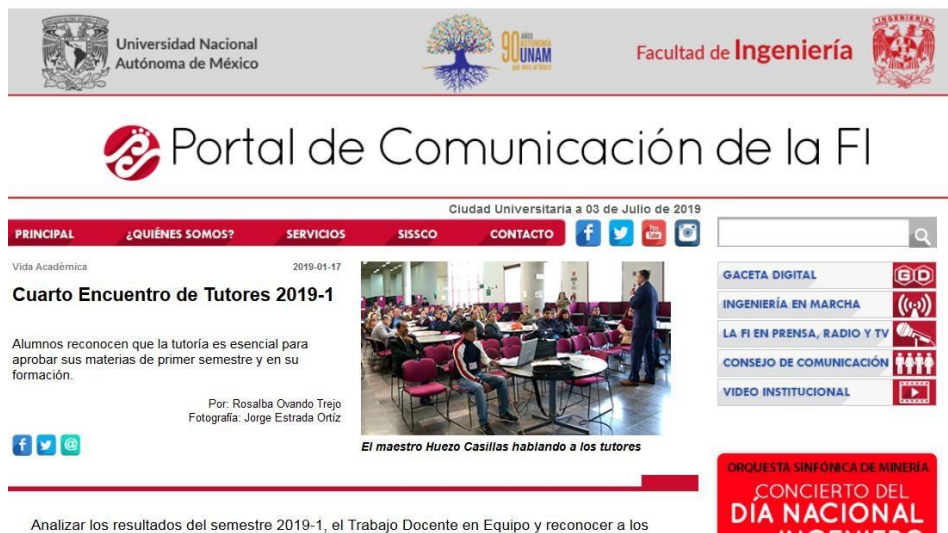 Universidad Nacional
Autónoma de México
90 AÑOS
AUTONOMÍA
UNAM
Facultad de Ingeniería
INGENIERIA
Portal de Comunicación de la FI
Ciudad Universitaria a 03 de Julio de 2019
PRINCIPAL ¿QUIÉNES SOMOS? SERVICIOS SISSCO CONTACTO
You
Tube
Vida Académica 2019-01-17
Cuarto Encuentro de Tutores 2019-1
Alumnos reconocen que la tutoría es esencial para
aprobar sus materias de primer semestre y en su
formación.
Por: Rosalba Ovando Trejo
Fotografía: Jorge Estrada Ortíz
El maestro Huezo Casillas hablando a los tutores
GACETA DIGITAL
GD
INGENIERÍA EN MARCHA
LA FI EN PRENSA, RADIO Y TV
CONSEJO DE COMUNICACIÓN
VIDEO INSTITUCIONAL
ORQUESTA SINFÓNICA DE MINERÍA
CONCIERTO DEL
DÍA NACIONAL
Analizar los resultados del semestre 2019-1, el Trabajo Docente en Equipo y reconocer a los